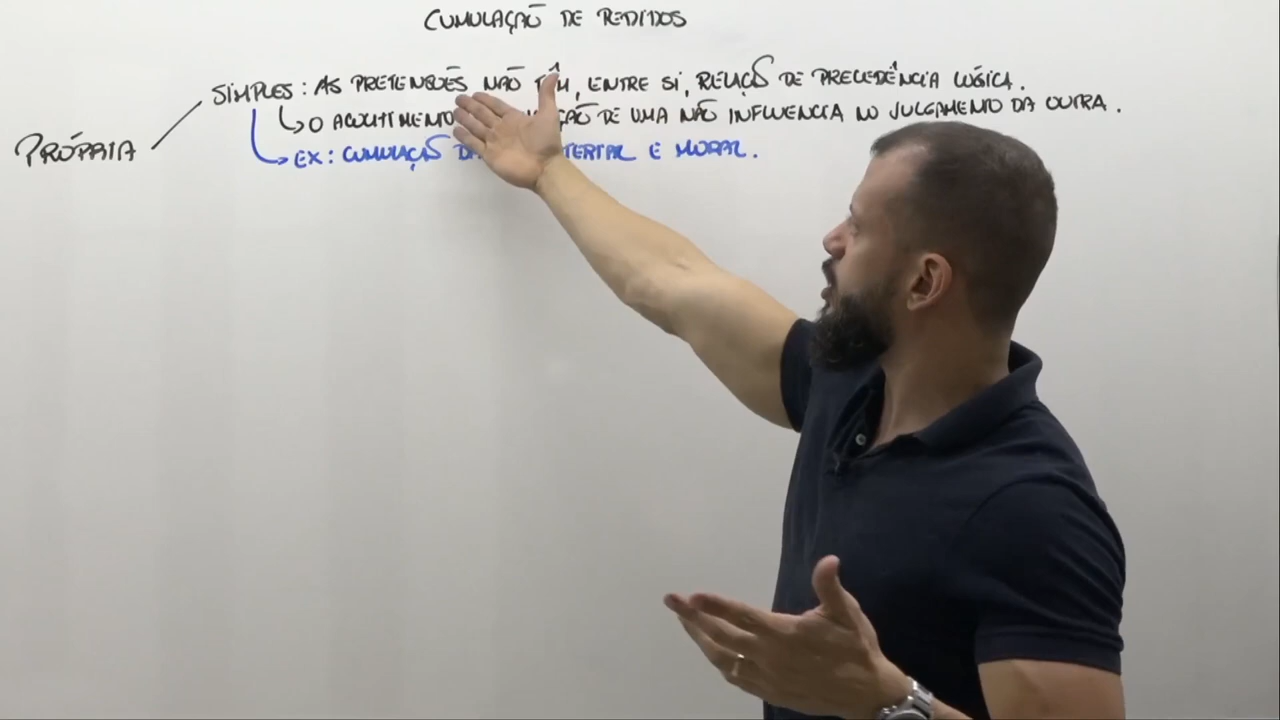 CUMULAÇÃO DE PEDIDOS
SIMPLES: AS PRETENSÕES NÃO TÊM, ENTRE SI, RELAÇÃO DE PRECEDÊNCIA LÓGICA.
O ACOLHIMENTO DE UMA NÃO INFLUENCIA NO JULGAMENTO DA OUTRA.
PRÓPRIA
EX: CUMULAÇÃO E MORAL.